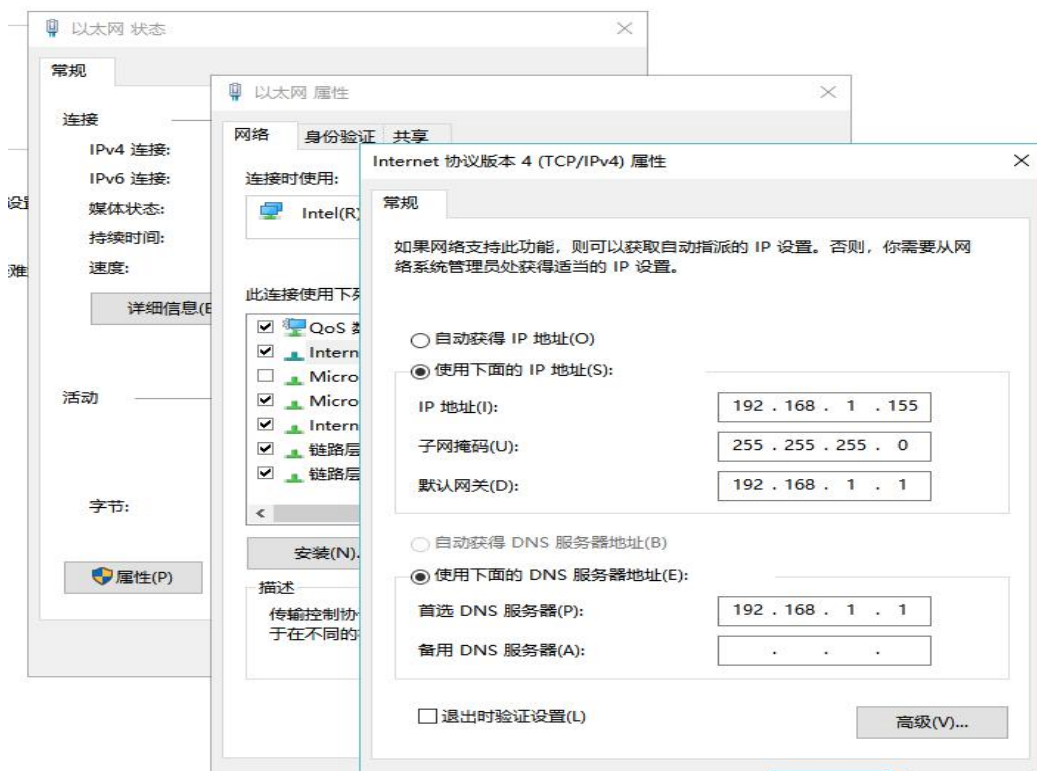 以太网 状态
常规
连接
IPv4 连接:
IPv6 连接:
媒体状态:
持续时间:
速度:
详细信息(E
活动
字节:
属性(P)
以太网 属性
网络 身份验证 共享
连接时使用:
Intel(R)
此连接使用下列
QoS 数
Intern
Micro
Micro
Intern
链路层
链路层
安装(N).
描述
传输控制协
于在不同的
Internet 协议版本 4 (TCP/IPv4) 属性
常规
如果网络支持此功能，则可以获取自动指派的 IP 设置。否则，你需要从网
络系统管理员处获得适当的 IP 设置。
自动获得 IP 地址(O)
使用下面的 IP 地址(S):
IP 地址(I): 192 . 168 . 1 . 155
子网掩码(U): 255 . 255 . 255 . 0
默认网关(D): 192 . 168 . 1 . 1
自动获得 DNS 服务器地址(B)
使用下面的 DNS 服务器地址(E):
首选 DNS 服务器(P): 192 . 168 . 1 . 1
备用 DNS 服务器(A): . . .
退出时验证设置(L)
高级(V)...